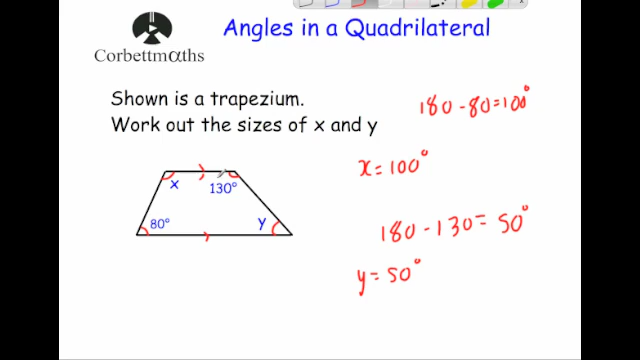 Angles in a Quadrilateral
Corbettmαths
Shown is a trapezium.
Work out the sizes of x and y
180 - 80 = 100°
x = 100°
x
130°
80°
y
180 - 130 = 50°
y = 50°